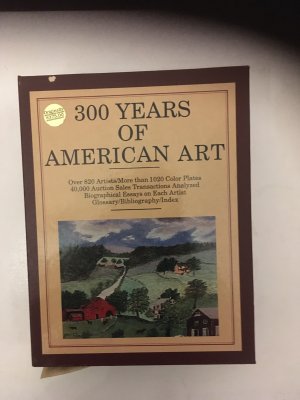 300 YEARS
OF
AMERICAN ART
Over 820 Artists/More than 1020 Color Plates
40,000 Auction Sales Transactions Analyzed
Biographical Essays on Each Artist
Glossary/Bibliography/Index